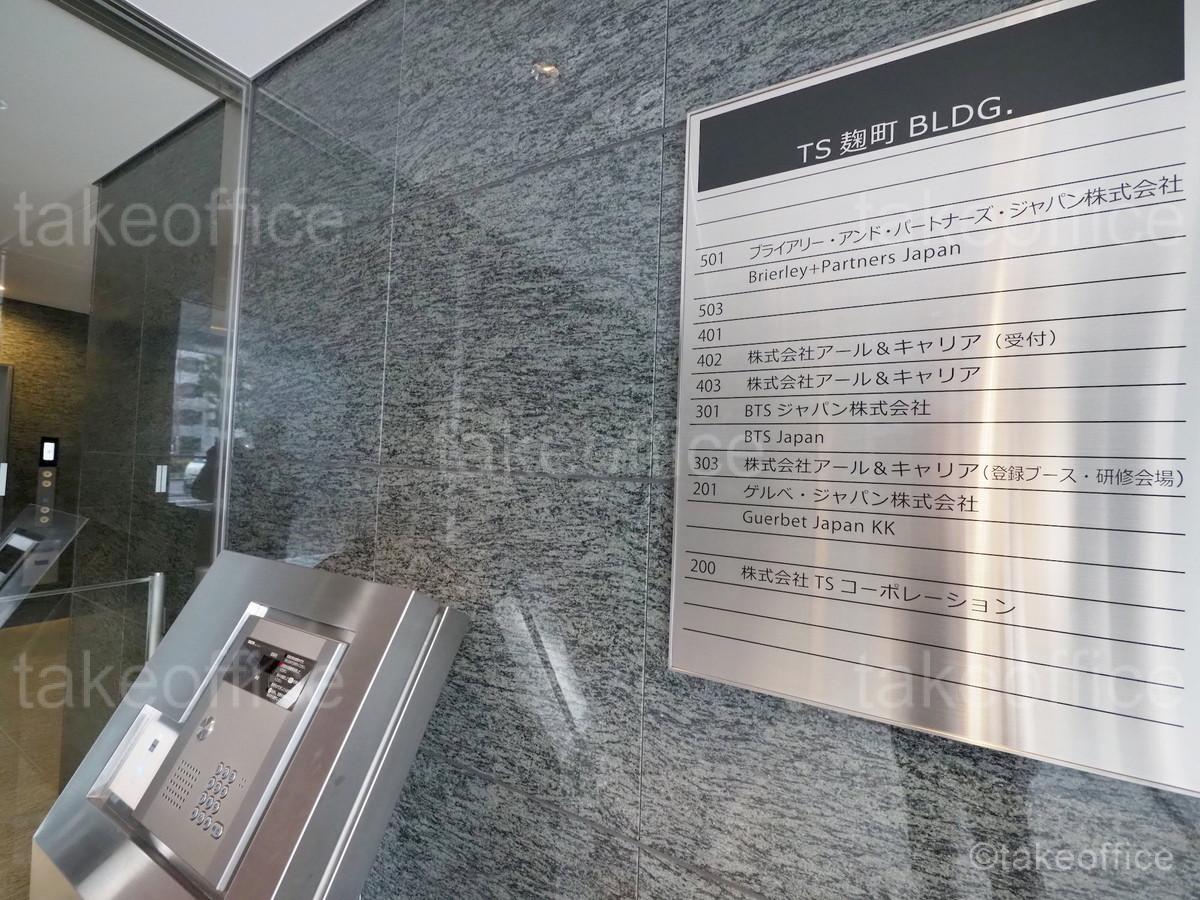 TS 麹町 BLDG.
501 ブライアリー・アンド・パートナーズ・ジャパン株式会社
Brierley+Partners Japan
503
401
402 株式会社アール＆キャリア（受付）
403 株式会社アール＆キャリア
301 BTS ジャパン株式会社
BTS Japan
303 株式会社アール＆キャリア(登録ブース・研修会場)
201 ゲルベ・ジャパン株式会社
Guerbet Japan KK
200 株式会社 TS コーポレーション
takeoffice
takeoffice
takeoffice
takeoffice
takeoffice
©takeoffice